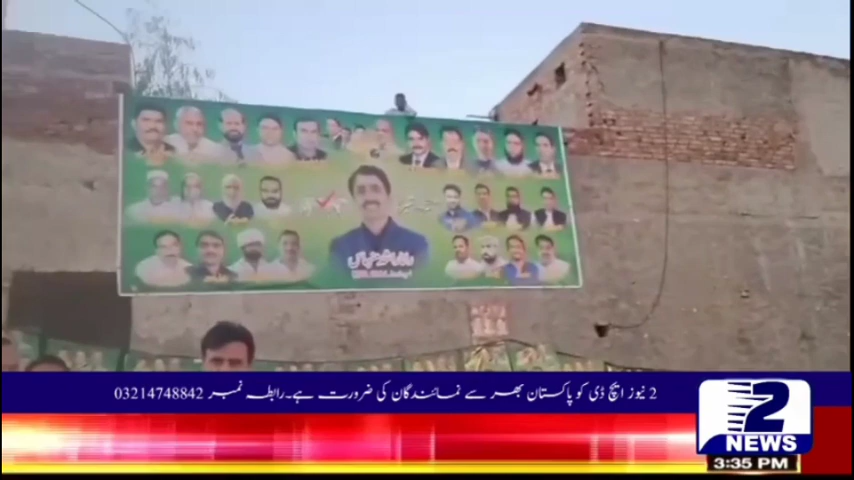 2 نیوز ایچ ڈی کو پاکستان بھر سے نمائندگان کی ضرورت ہے۔رابطہ نمبر 03214748842
2
NEWS
3:35 PM